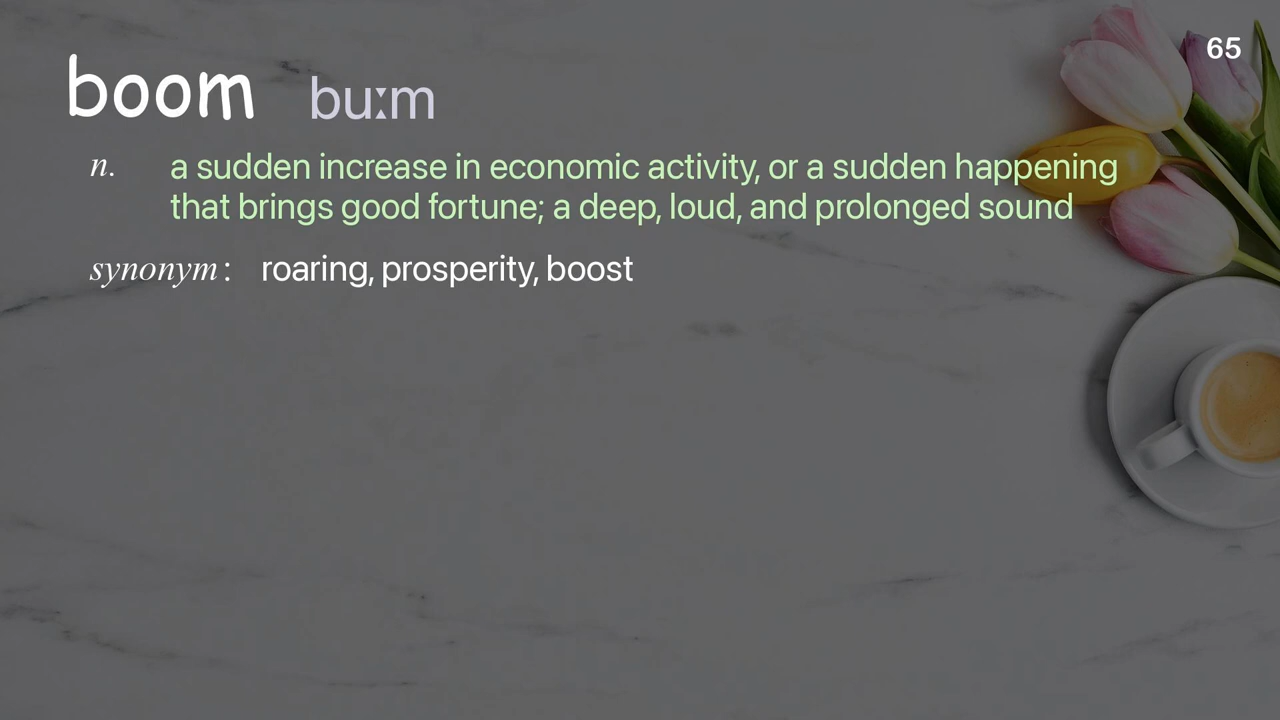 65
boom buːm
n. a sudden increase in economic activity, or a sudden happening
that brings good fortune; a deep, loud, and prolonged sound
synonym: roaring, prosperity, boost